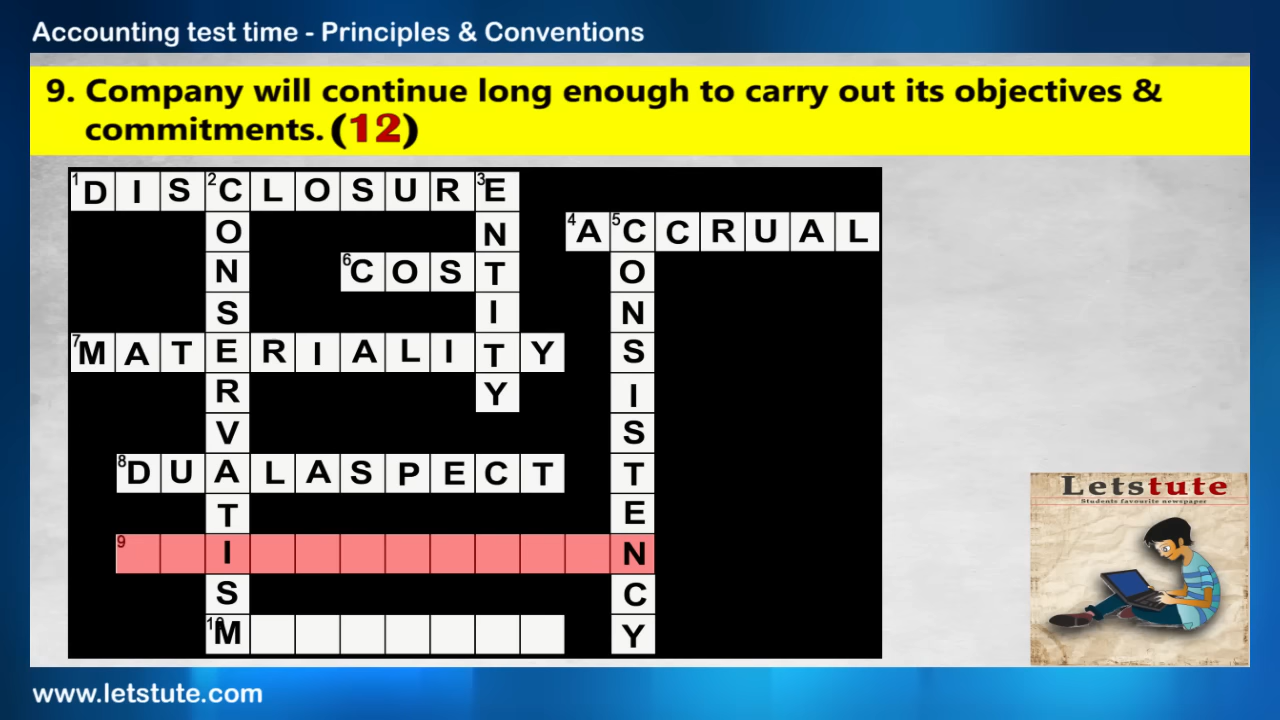 Accounting test time - Principles & Conventions
9. Company will continue long enough to carry out its objectives &
commitments. (12)
1 D I S 2 C L O S U R 3 E
O N 4 A 5 C C R U A L
N 6 C O S T O
S I N
7 M A T E R I A L I T Y S
R Y I
V S
8 D U A L A S P E C T T
T E
9 I N
S C
10 M Y
Letstute
Students favourite newspaper
www.letstute.com